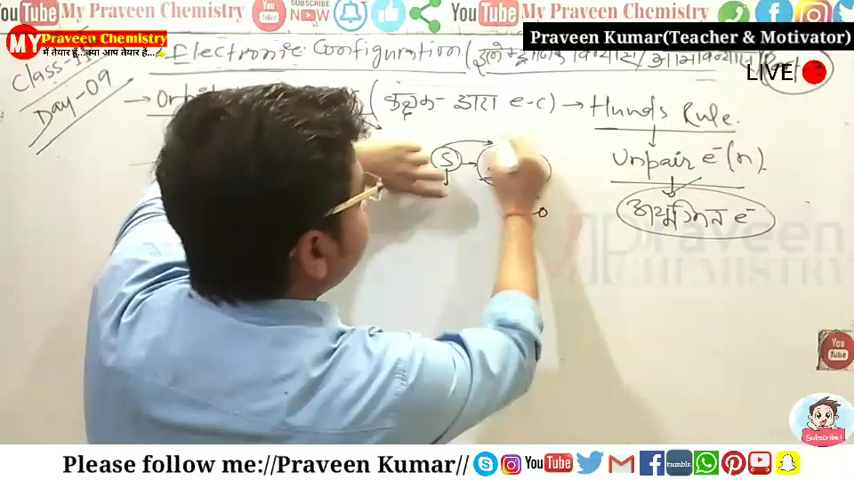 You Tube My Praveen Chemistry SUBSCRIBE NOW
MY Praveen Chemistry
में तैयार हूँ..क्या आप तैयार हैं..
Praveen Kumar(Teacher & Motivator)
Electronic Configuration (इलेक्ट्रॉनिक विन्यास/अभिविन्यास)
LIVE
Class-
Day-09
→ (कक्षक द्वारा e-c) → Hunds Rule.
Unpair e⁻(n).
अयुग्मित e⁻
S
praveen
CHEMISTRY
You
Tube
Subscribe!
Please follow me://Praveen Kumar//
You Tube
tumblr.